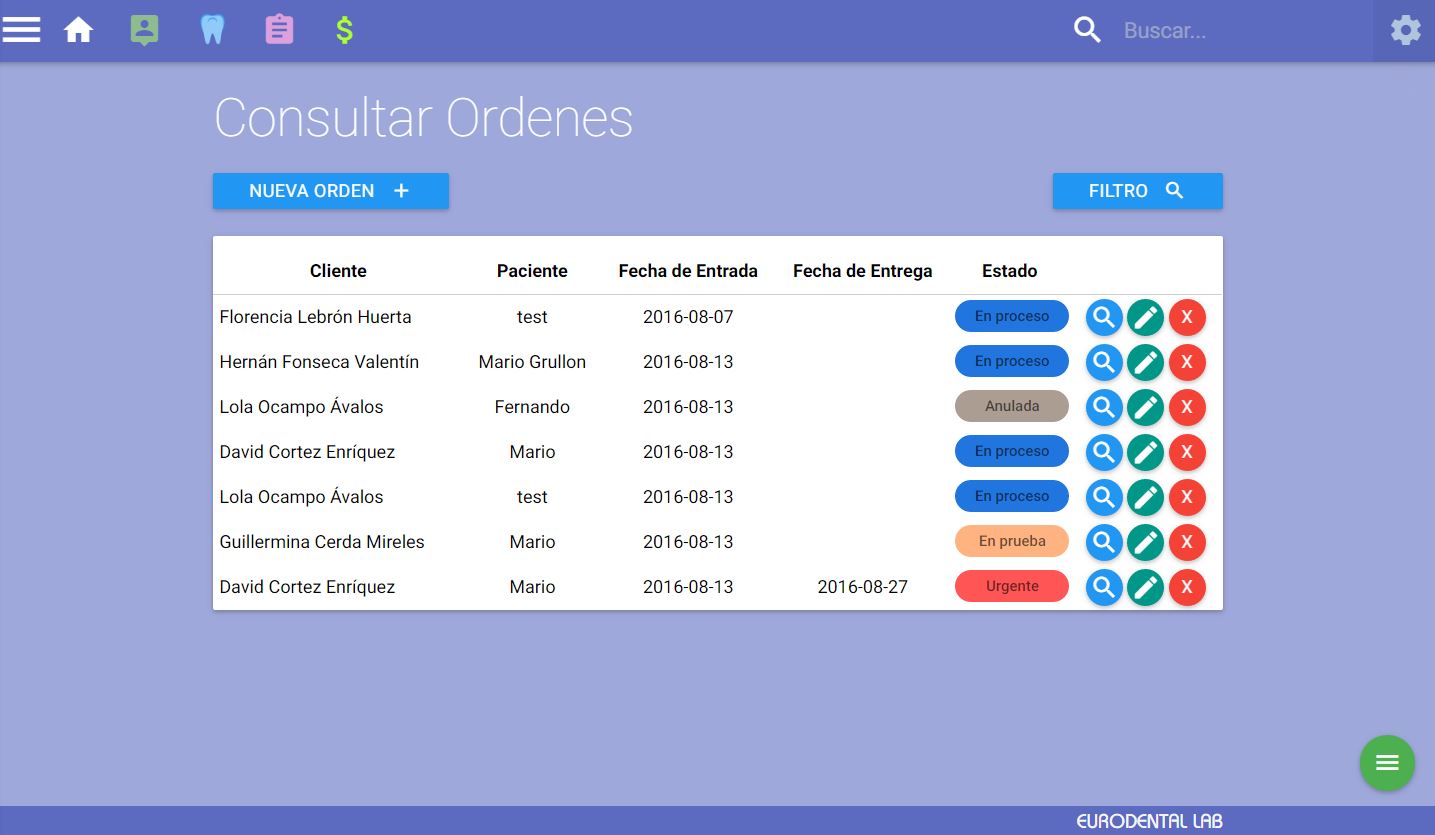 Buscar...
Consultar Ordenes
NUEVA ORDEN +
FILTRO
Cliente Paciente Fecha de Entrada Fecha de Entrega Estado
Florencia Lebrón Huerta test 2016-08-07 En proceso X
Hernán Fonseca Valentín Mario Grullon 2016-08-13 En proceso X
Lola Ocampo Ávalos Fernando 2016-08-13 Anulada X
David Cortez Enríquez Mario 2016-08-13 En proceso X
Lola Ocampo Ávalos test 2016-08-13 En proceso X
Guillermina Cerda Mireles Mario 2016-08-13 En prueba X
David Cortez Enríquez Mario 2016-08-13 2016-08-27 Urgente X
EURODENTAL LAB